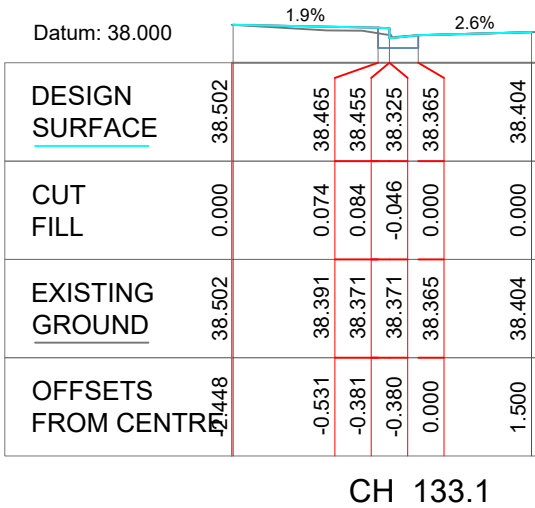 1.9%
2.6%
Datum: 38.000
DESIGN
SURFACE
38.502
38.465
38.455
38.325
38.365
38.404
CUT
FILL
0.000
0.074
0.084
-0.046
0.000
0.000
EXISTING
GROUND
38.502
38.391
38.371
38.371
38.365
38.404
OFFSETS
FROM CENTRE
-2.448
-0.531
-0.381
-0.380
0.000
1.500
CH 133.1